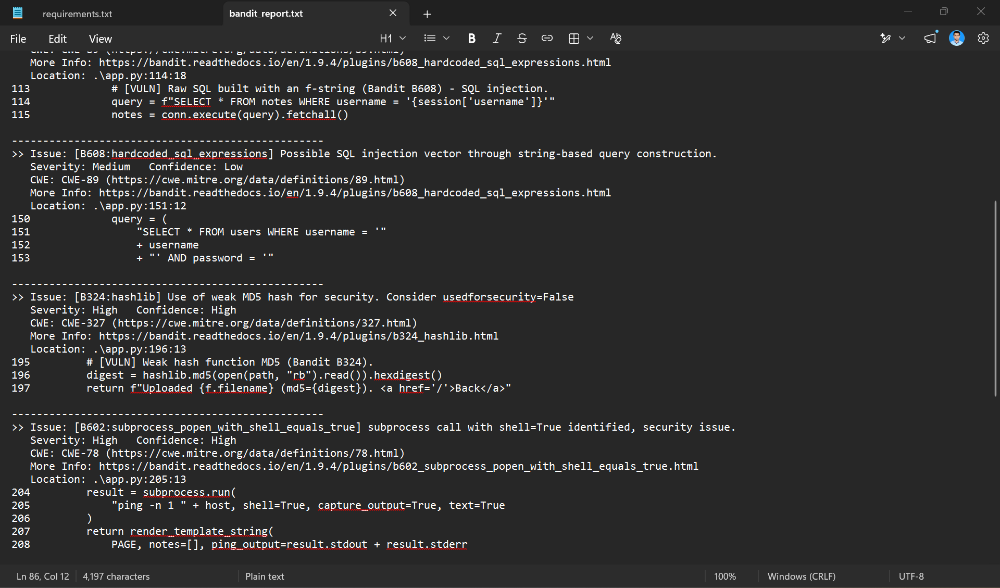 requirements.txt
bandit_report.txt
File Edit View
H1
CWE: CWE-89 (https://cwe.mitre.org/data/definitions/89.html)
More Info: https://bandit.readthedocs.io/en/1.9.4/plugins/b608_hardcoded_sql_expressions.html
Location: .\app.py:114:18
113 # [VULN] Raw SQL built with an f-string (Bandit B608) - SQL injection.
114 query = f"SELECT * FROM notes WHERE username = '{session['username']}'"
115 notes = conn.execute(query).fetchall()
--------------------------------------------------
>> Issue: [B608:hardcoded_sql_expressions] Possible SQL injection vector through string-based query construction.
Severity: Medium Confidence: Low
CWE: CWE-89 (https://cwe.mitre.org/data/definitions/89.html)
More Info: https://bandit.readthedocs.io/en/1.9.4/plugins/b608_hardcoded_sql_expressions.html
Location: .\app.py:151:12
150 query = (
151 "SELECT * FROM users WHERE username = '"
152 + username
153 + "' AND password = '"
--------------------------------------------------
>> Issue: [B324:hashlib] Use of weak MD5 hash for security. Consider usedforsecurity=False
Severity: High Confidence: High
CWE: CWE-327 (https://cwe.mitre.org/data/definitions/327.html)
More Info: https://bandit.readthedocs.io/en/1.9.4/plugins/b324_hashlib.html
Location: .\app.py:196:13
195 # [VULN] Weak hash function MD5 (Bandit B324).
196 digest = hashlib.md5(open(path, "rb").read()).hexdigest()
197 return f"Uploaded {f.filename} (md5={digest}). <a href='/'>Back</a>"
--------------------------------------------------
>> Issue: [B602:subprocess_popen_with_shell_equals_true] subprocess call with shell=True identified, security issue.
Severity: High Confidence: High
CWE: CWE-78 (https://cwe.mitre.org/data/definitions/78.html)
More Info: https://bandit.readthedocs.io/en/1.9.4/plugins/b602_subprocess_popen_with_shell_equals_true.html
Location: .\app.py:205:13
204 result = subprocess.run(
205 "ping -n 1 " + host, shell=True, capture_output=True, text=True
206 )
207 return render_template_string(
208 PAGE, notes=[], ping_output=result.stdout + result.stderr
Ln 86, Col 12 4,197 characters Plain text 100% Windows (CRLF) UTF-8